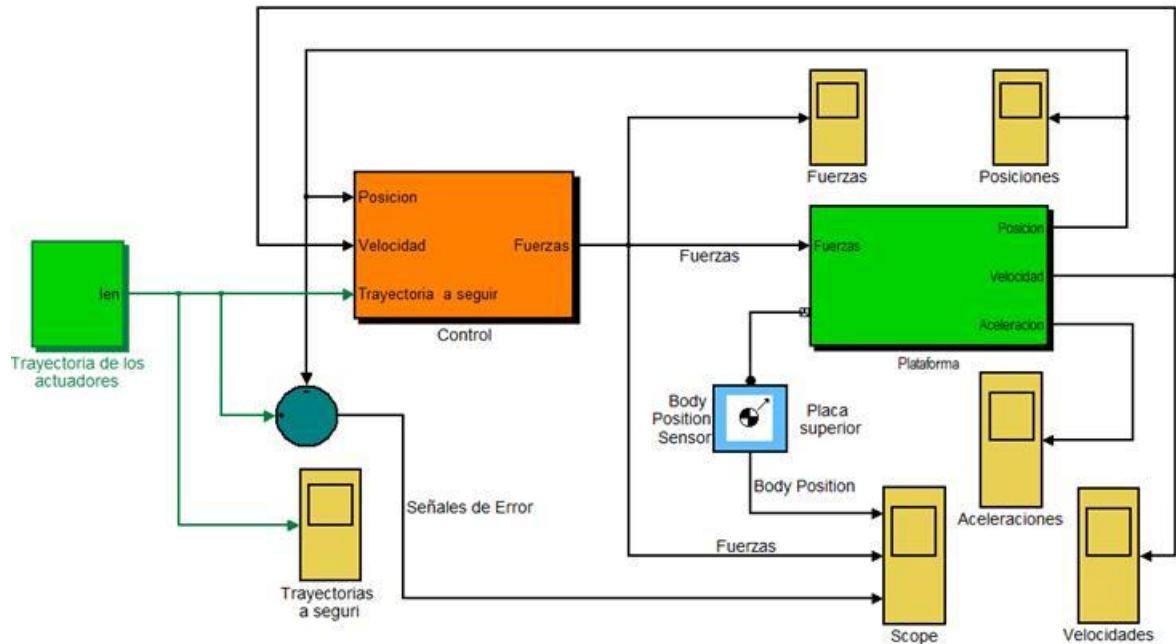 Fuerzas
Posiciones
Posicion
Velocidad
Fuerzas
Trayectoria a seguir
Control
Fuerzas
Fuerzas
Posicion
Velocidad
Aceleracion
Plataforma
len
Trayectoria de los
actuadores
Body
Position
Sensor
Placa
superior
Body Position
Señales de Error
Fuerzas
Aceleraciones
Trayectorias
a seguri
Scope
Velocidades